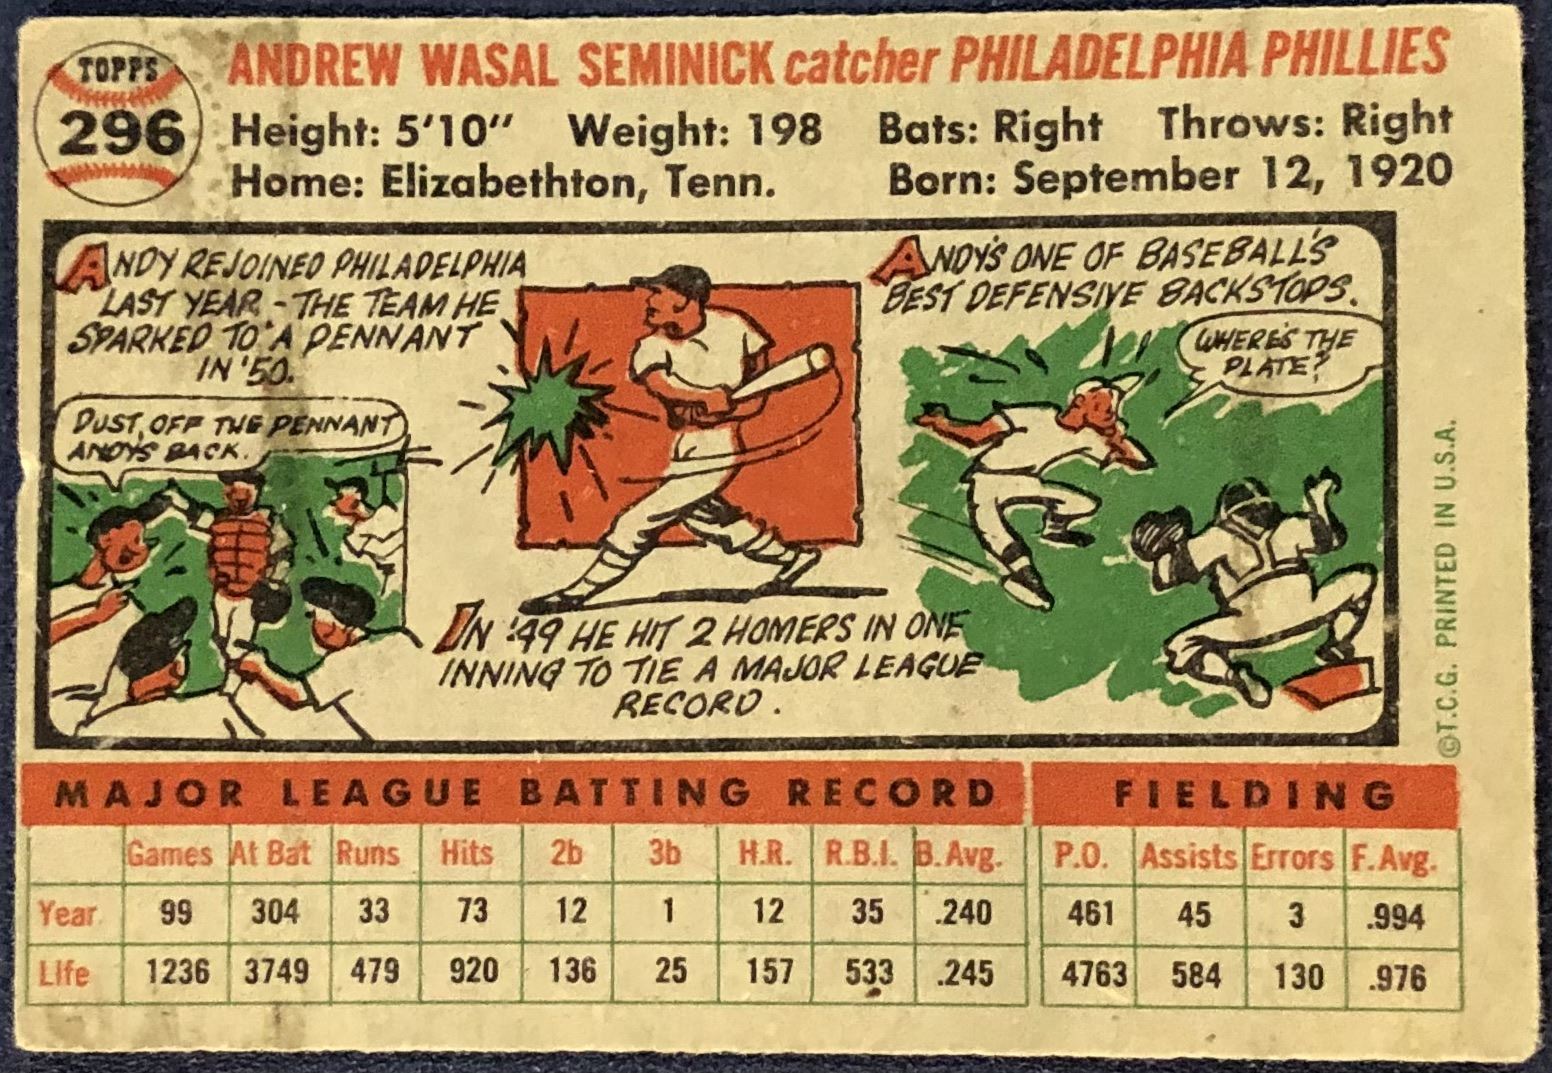 TOPPS
296
ANDREW WASAL SEMINICK catcher PHILADELPHIA PHILLIES
Height: 5'10" Weight: 198 Bats: Right Throws: Right
Home: Elizabethton, Tenn. Born: September 12, 1920
ANDY REJOINED PHILADELPHIA
LAST YEAR - THE TEAM HE
SPARKED TO A PENNANT
IN '50.
DUST OFF THE PENNANT
ANDY'S BACK.
IN '49 HE HIT 2 HOMERS IN ONE
INNING TO TIE A MAJOR LEAGUE
RECORD.
ANDY'S ONE OF BASEBALL'S
BEST DEFENSIVE BACKSTOPS.
WHERE'S THE
PLATE?
©T.C.G. PRINTED IN U.S.A.
MAJOR LEAGUE BATTING RECORD FIELDING
Games At Bat Runs Hits 2b 3b H.R. R.B.I. B. Avg. P.O. Assists Errors F. Avg.
Year 99 304 33 73 12 1 12 35 .240 461 45 3 .994
Life 1236 3749 479 920 136 25 157 533 .245 4763 584 130 .976